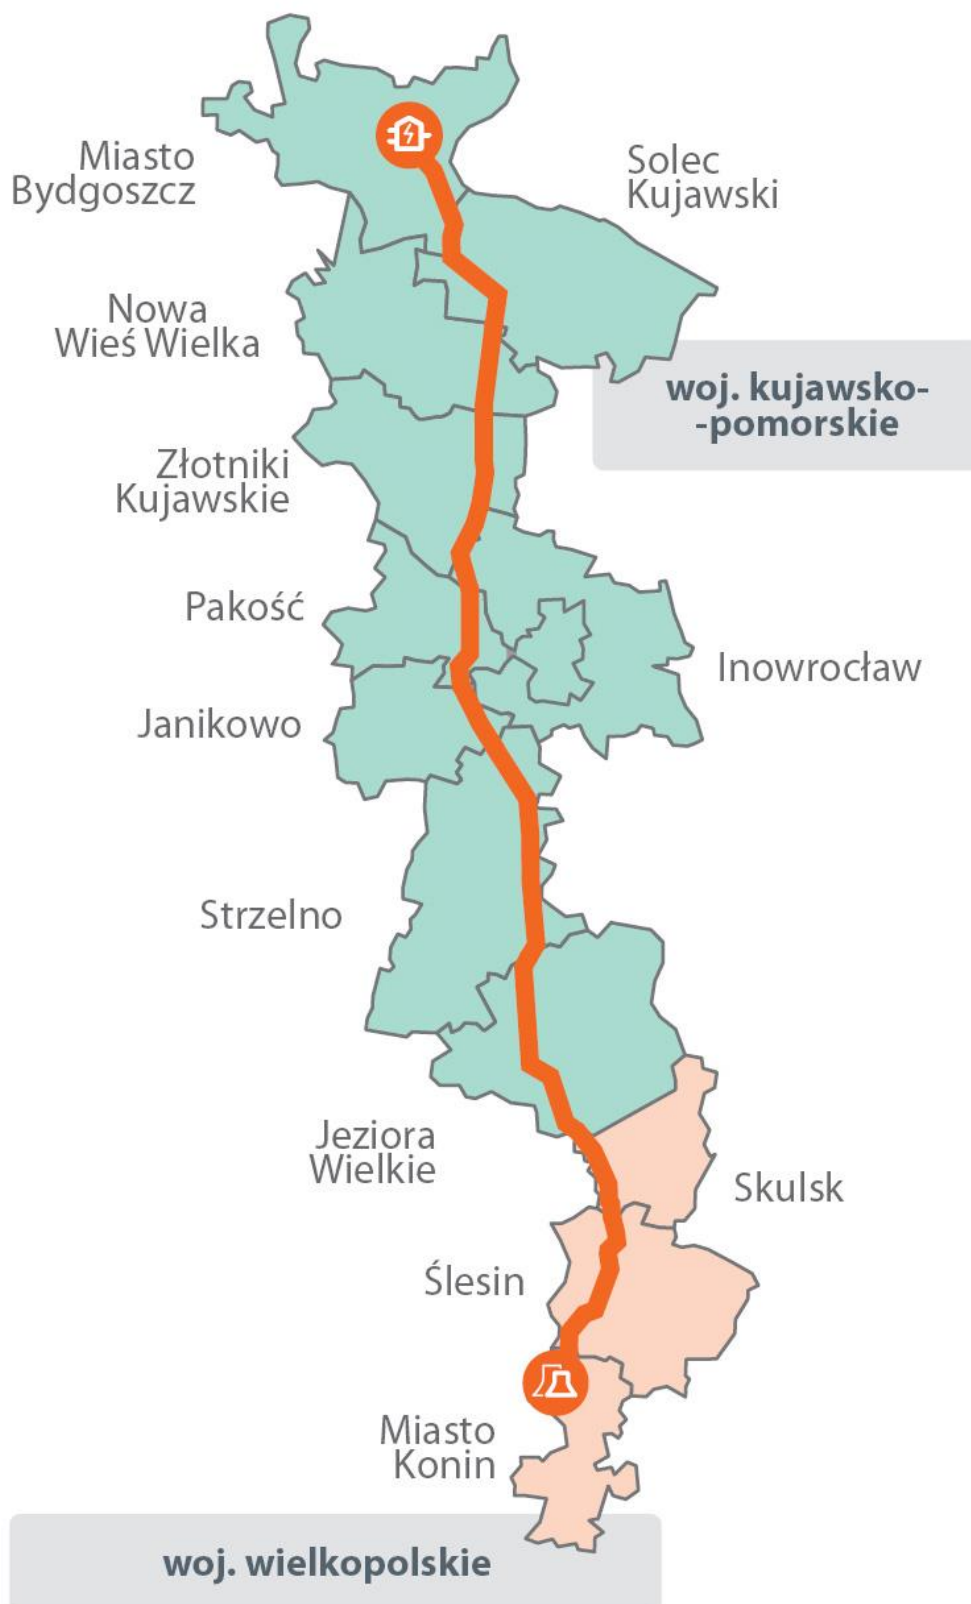 Miasto
Bydgoszcz
Solec
Kujawski
Nowa
Wieś Wielka
woj. kujawsko-
-pomorskie
Złotniki
Kujawskie
Pakość
Inowrocław
Janikowo
Strzelno
Jeziora
Wielkie
Skulsk
Ślesin
Miasto
Konin
woj. wielkopolskie